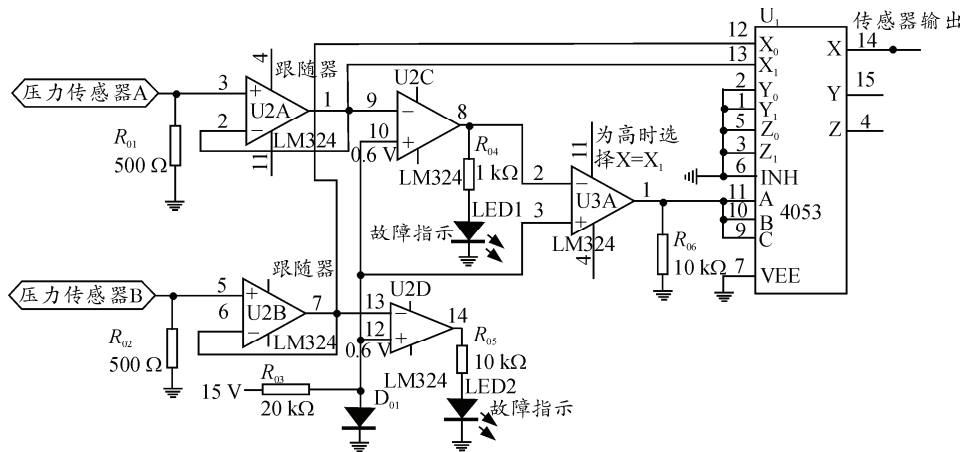 U₁
传感器输出
12
X₀
X
14
13
X₁
4
跟随器
U2C
2
Y₀
15
压力传感器A
3
+
U2A
1
9
−
8
1
Y₁
Y
2
−
LM324
10
+
为高时选
择X=X₁
5
Z₀
Z
4
R₀₁
500 Ω
11
0.6 V
LM324
R₀₄
1 kΩ
11
3
Z₁
6
INH
2
−
U3A
1
11
A
LED1
3
+
10
B
4053
故障指示
LM324
9
C
4
R₀₆
10 kΩ
7
VEE
跟随器
压力传感器B
5
+
U2B
7
U2D
13
−
14
6
−
LM324
12
+
0.6 V
R₀₂
500 Ω
R₀₅
10 kΩ
LM324
15 V
R₀₃
20 kΩ
D₀₁
LED2
故障指示